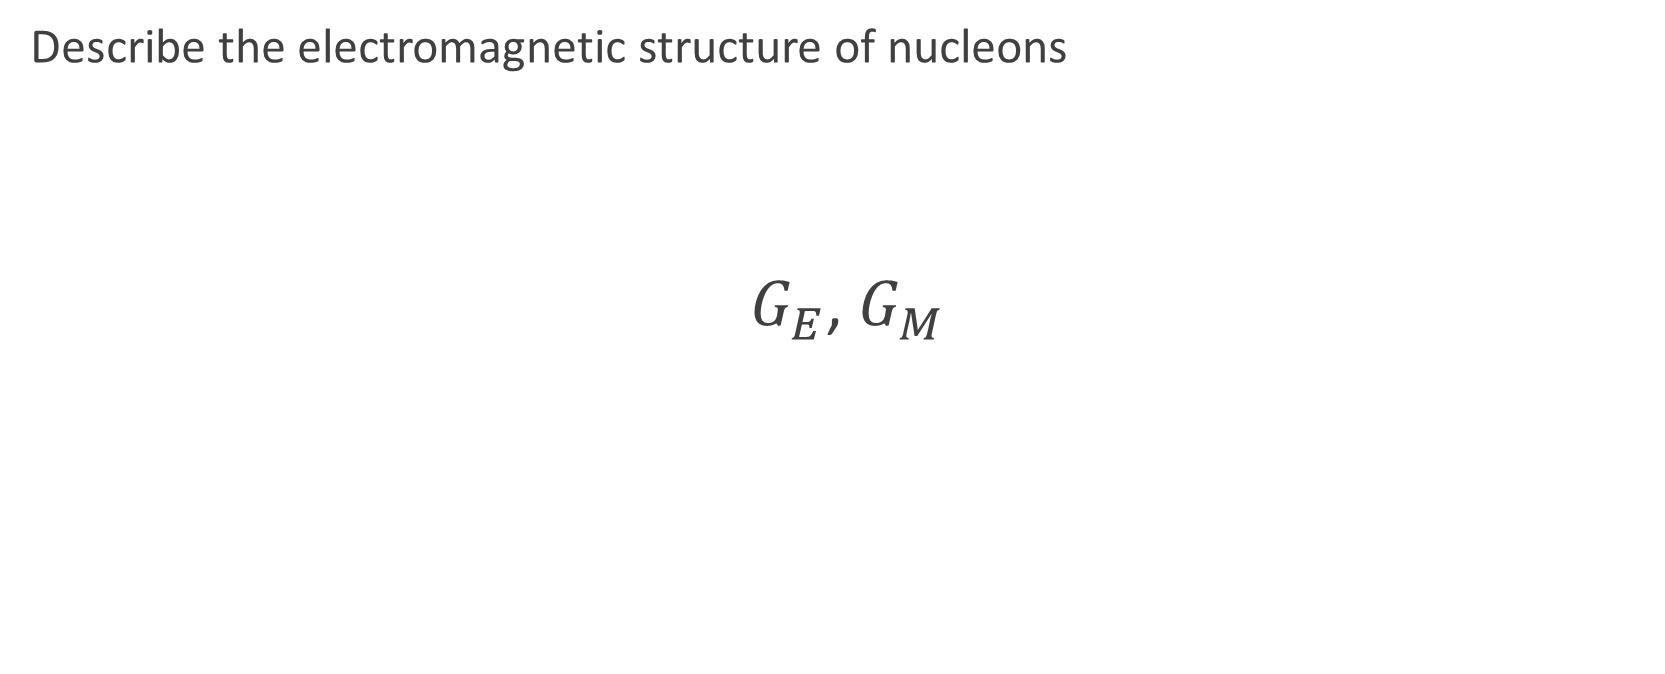 Describe the electromagnetic structure of nucleons
G_E, G_M